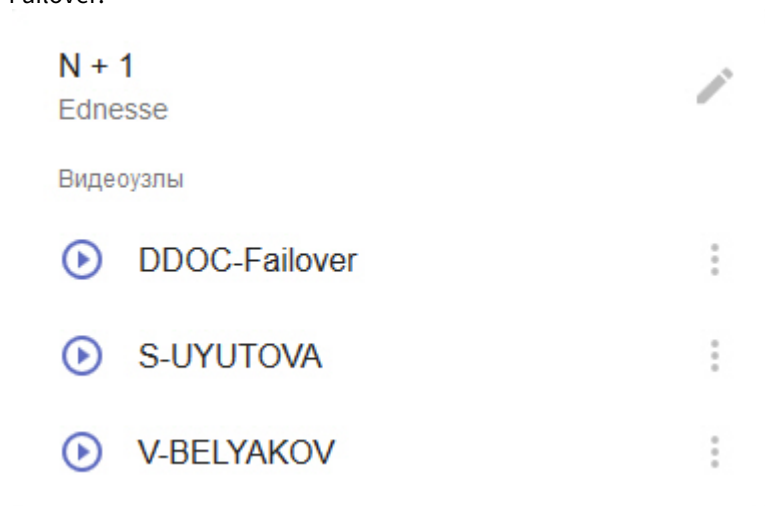 Failover.
N + 1
Ednesse
Видеоузлы
DDOC-Failover
S-UYUTOVA
V-BELYAKOV